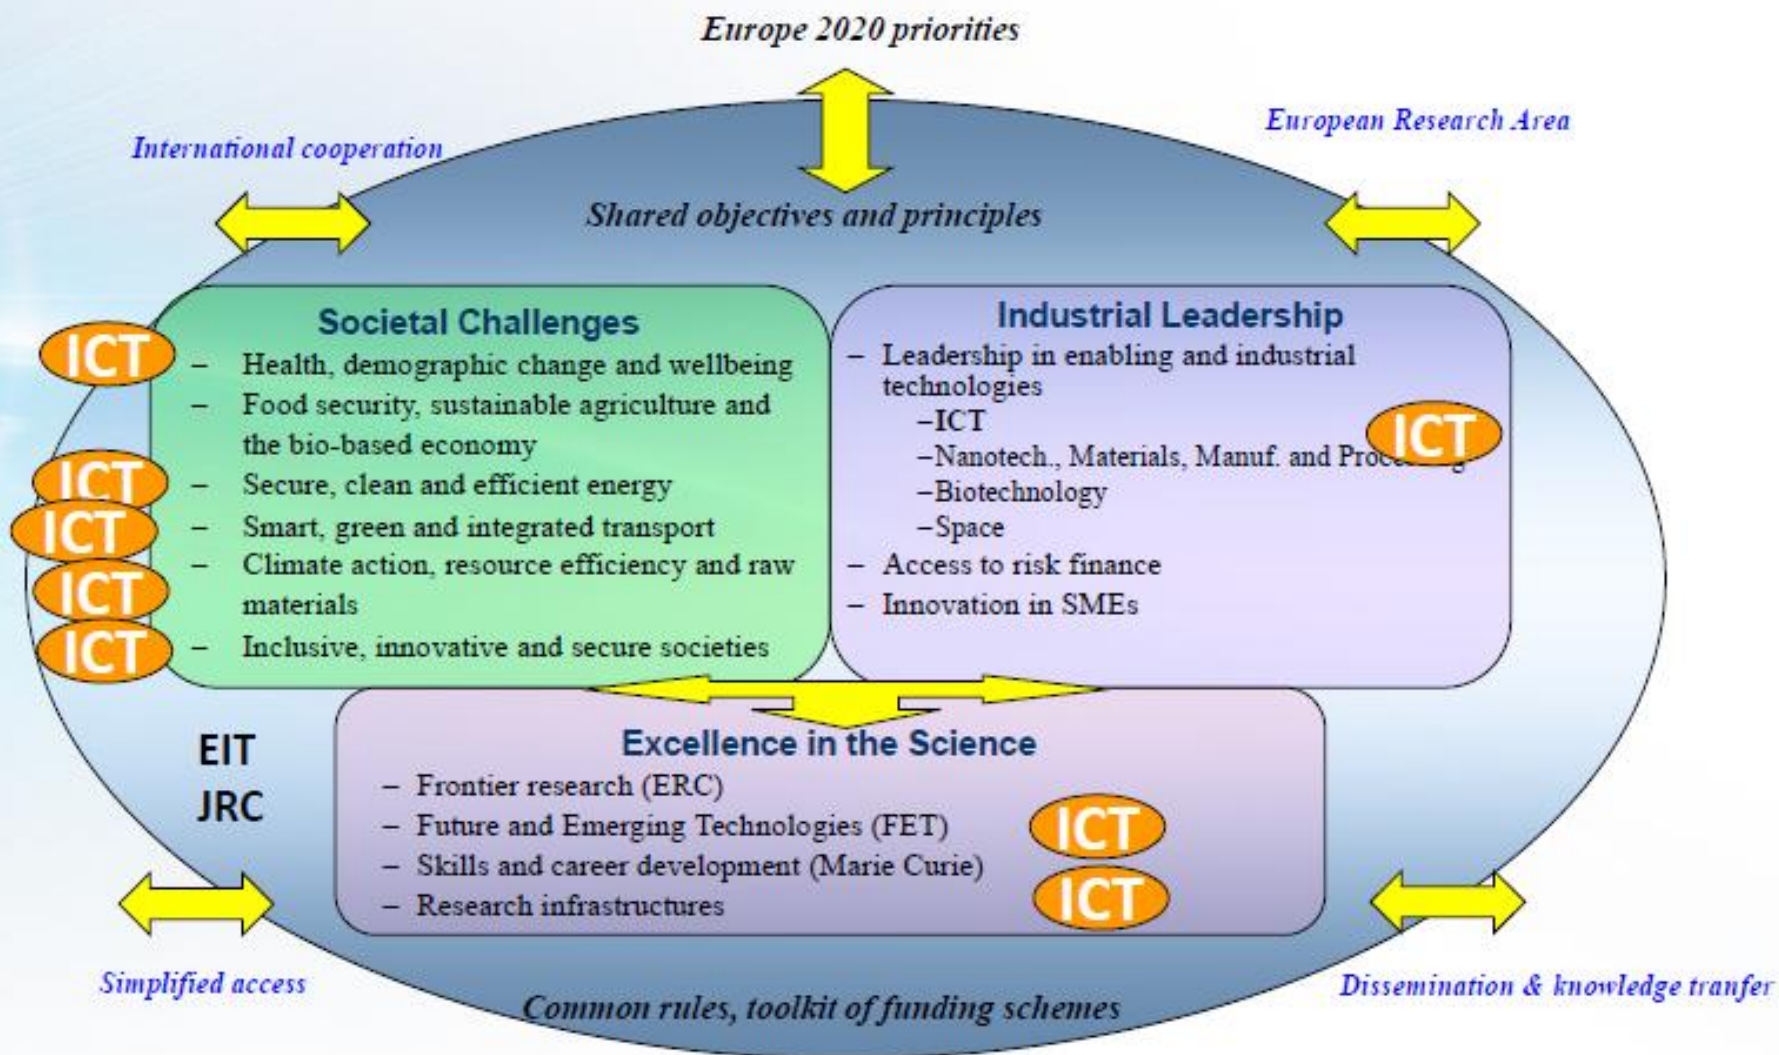 Europe 2020 priorities
International cooperation
European Research Area
Shared objectives and principles
Societal Challenges
ICT
– Health, demographic change and wellbeing
– Food security, sustainable agriculture and
the bio-based economy
ICT
– Secure, clean and efficient energy
ICT
– Smart, green and integrated transport
– Climate action, resource efficiency and raw
ICT
materials
ICT
– Inclusive, innovative and secure societies
Industrial Leadership
– Leadership in enabling and industrial
technologies
–ICT
ICT
–Nanotech., Materials, Manuf. and
–Biotechnology
–Space
– Access to risk finance
– Innovation in SMEs
EIT
JRC
Excellence in the Science
– Frontier research (ERC)
– Future and Emerging Technologies (FET)
ICT
– Skills and career development (Marie Curie)
– Research infrastructures
ICT
Simplified access
Dissemination & knowledge tranfer
Common rules, toolkit of funding schemes